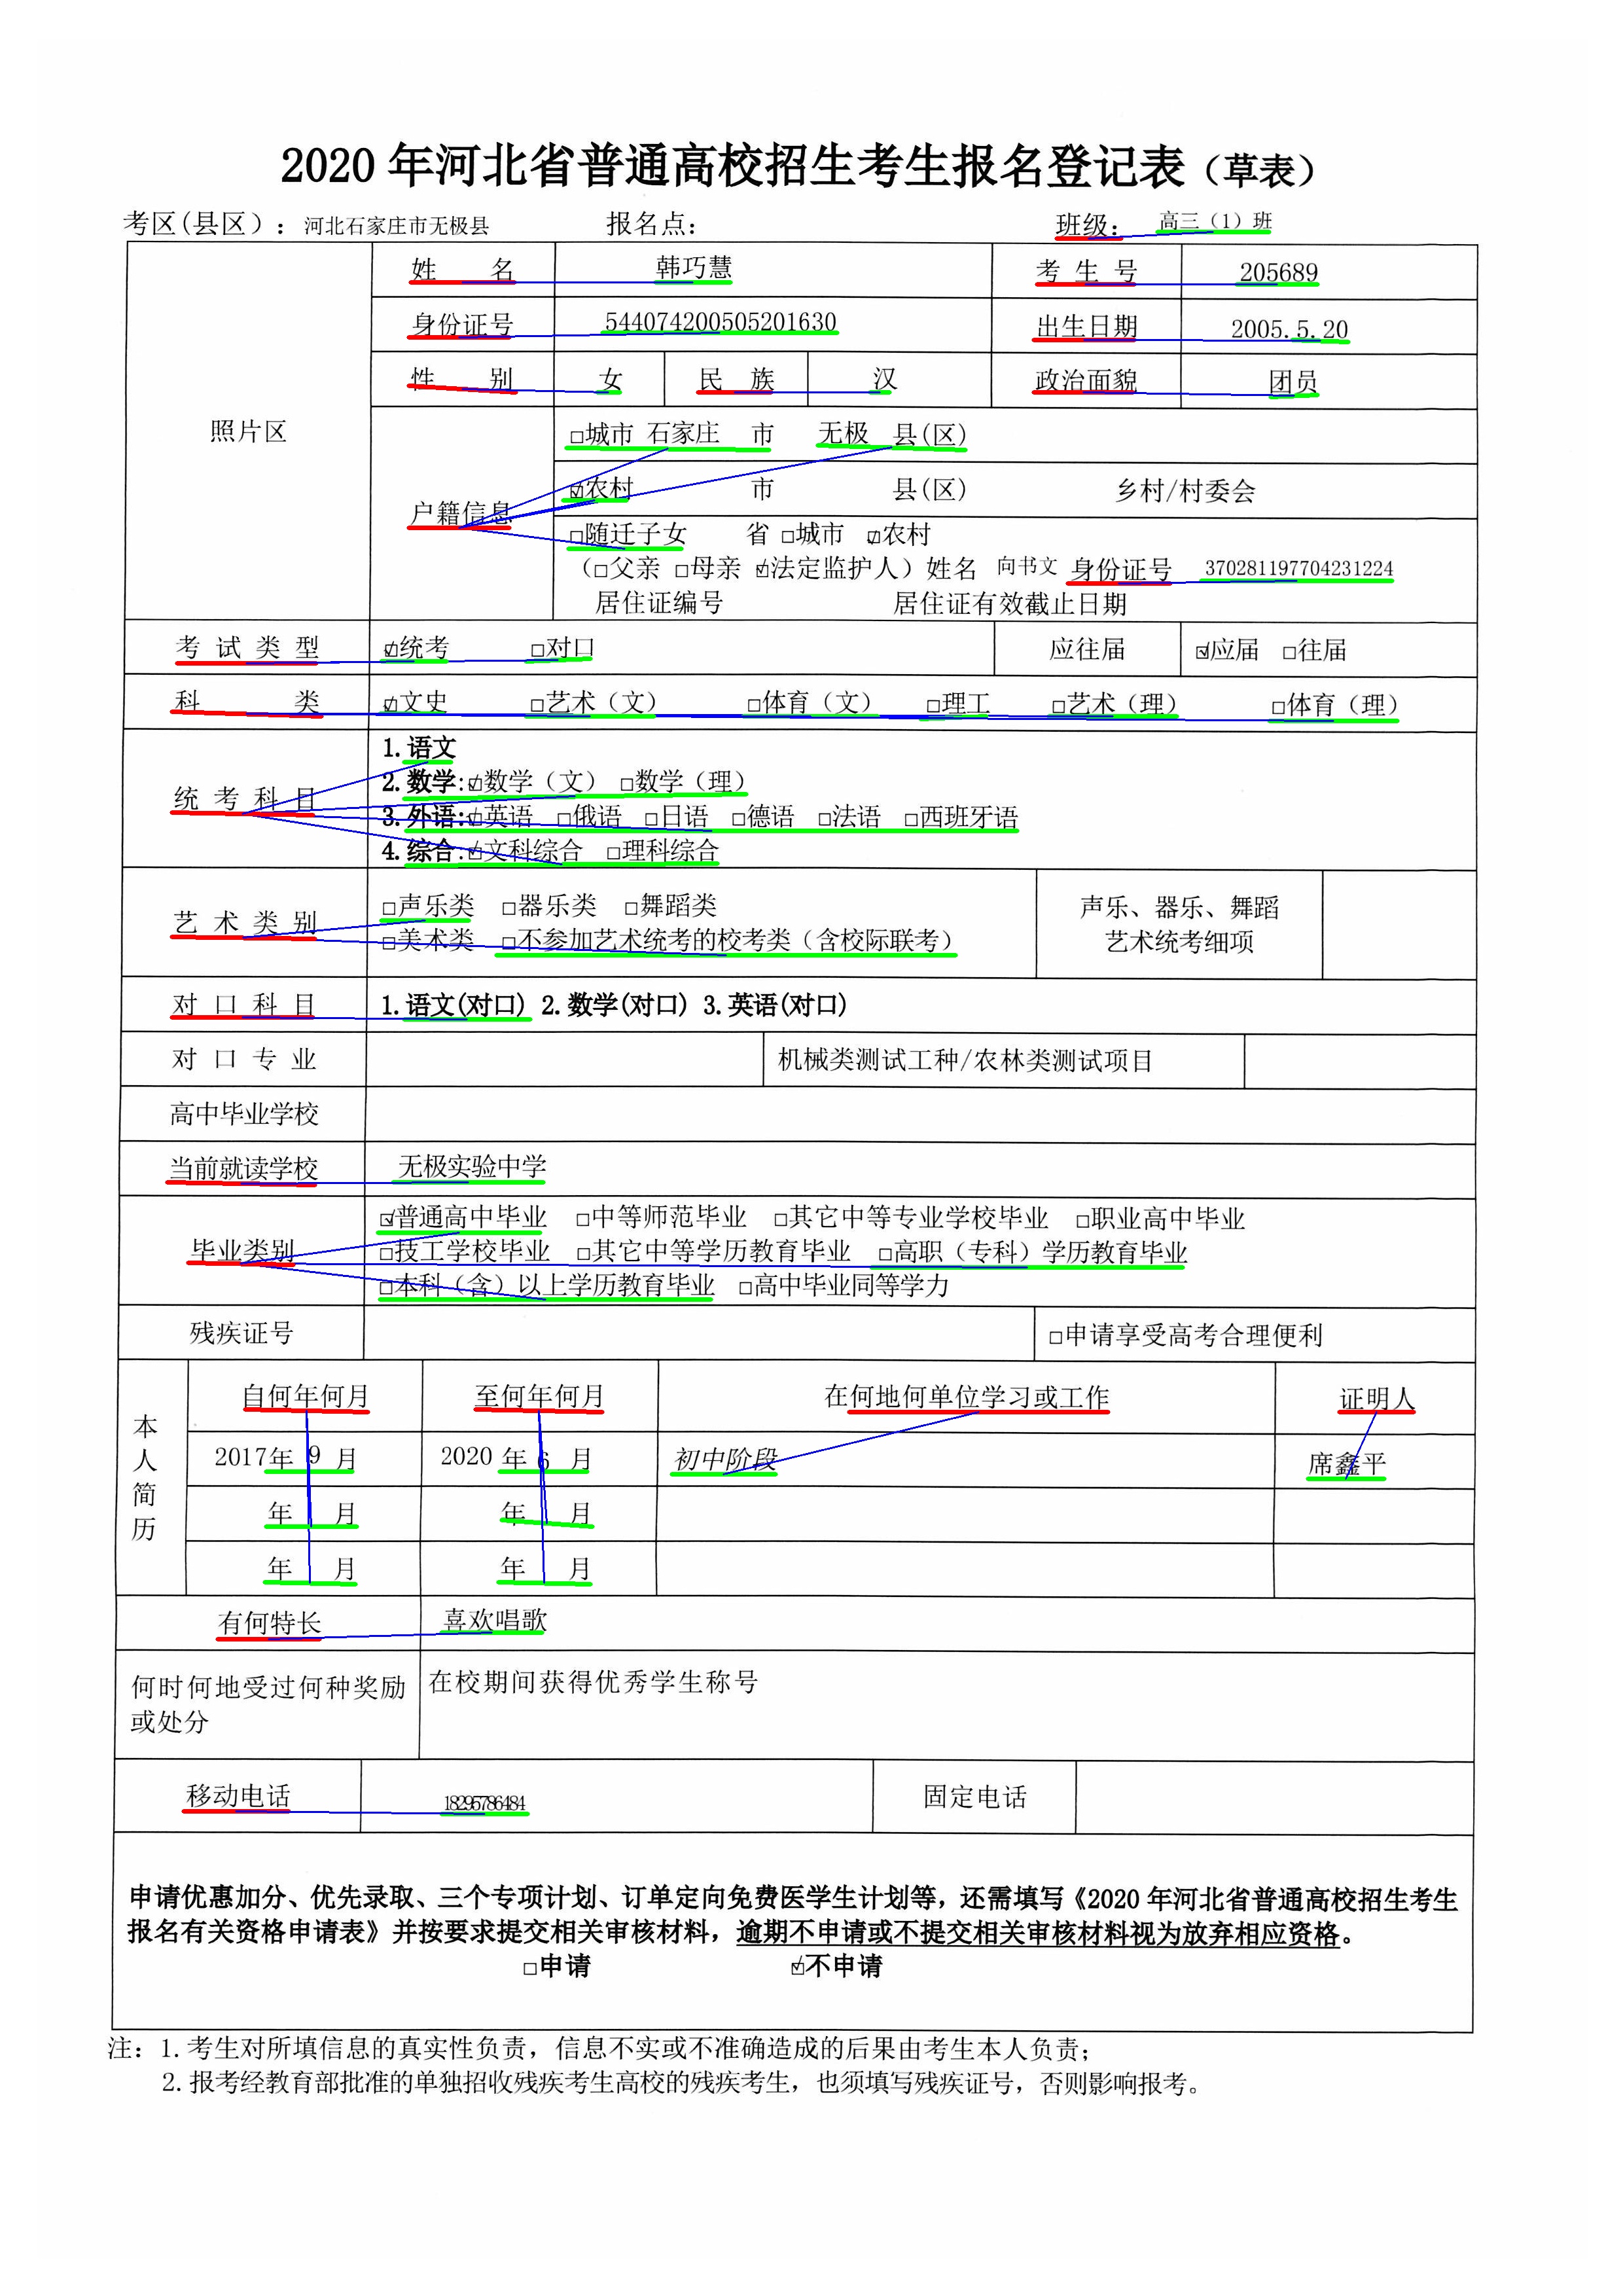 2020 年河北省普通高校招生考生报名登记表（草表）
考区(县区）: 河北石家庄市无极县 报名点: 班级: 高三（1）班
照片区
姓 名 韩巧慧 考 生 号 205689
身份证号 544074200505201630 出生日期 2005.5.20
性 别 女 民 族 汉 政治面貌 团员
户籍信息
□城市 石家庄 市 无极 县(区)
☑农村 市 县(区) 乡村/村委会
□随迁子女 省 □城市 ☑农村
（□父亲 □母亲 ☑法定监护人）姓名 向书文 身份证号 370281197704231224
居住证编号 居住证有效截止日期
考 试 类 型 ☑统考 □对口 应往届 ☑应届 □往届
科 类 ☑文史 □艺术（文） □体育（文） □理工 □艺术（理） □体育（理）
统 考 科 目
1.语文
2.数学:☑数学（文） □数学（理）
3.外语:☑英语 □俄语 □日语 □德语 □法语 □西班牙语
4.综合:☑文科综合 □理科综合
艺 术 类 别
□声乐类 □器乐类 □舞蹈类
□美术类 □不参加艺术统考的校考类（含校际联考）
声乐、器乐、舞蹈
艺术统考细项
对 口 科 目 1.语文(对口) 2.数学(对口) 3.英语(对口)
对 口 专 业 机械类测试工种/农林类测试项目
高中毕业学校
当前就读学校 无极实验中学
毕业类别
☑普通高中毕业 □中等师范毕业 □其它中等专业学校毕业 □职业高中毕业
□技工学校毕业 □其它中等学历教育毕业 □高职（专科）学历教育毕业
□本科（含）以上学历教育毕业 □高中毕业同等学力
残疾证号 □申请享受高考合理便利
本人简历
自何年何月 至何年何月 在何地何单位学习或工作 证明人
2017年 9 月 2020 年 6 月 初中阶段 席鑫平
年 月 年 月
年 月 年 月
有何特长 喜欢唱歌
何时何地受过何种奖励
或处分
在校期间获得优秀学生称号
移动电话 18295786484 固定电话
申请优惠加分、优先录取、三个专项计划、订单定向免费医学生计划等，还需填写《2020 年河北省普通高校招生考生
报名有关资格申请表》并按要求提交相关审核材料，逾期不申请或不提交相关审核材料视为放弃相应资格。
□申请 ☑不申请
注：1.考生对所填信息的真实性负责，信息不实或不准确造成的后果由考生本人负责；
2.报考经教育部批准的单独招收残疾考生高校的残疾考生，也须填写残疾证号，否则影响报考。